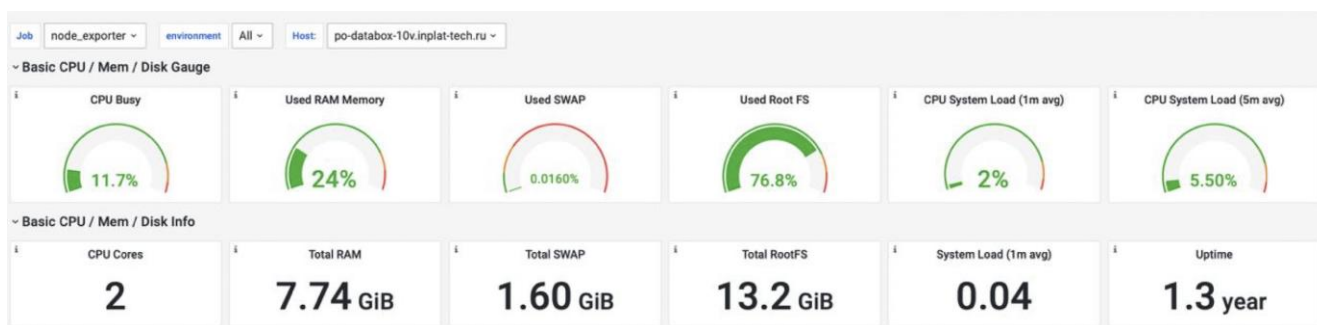 Job node_exporter environment All Host: po-databox-10v.inplat-tech.ru
Basic CPU / Mem / Disk Gauge
CPU Busy Used RAM Memory Used SWAP Used Root FS CPU System Load (1m avg) CPU System Load (5m avg)
11.7% 24% 0.0160% 76.8% 2% 5.50%
Basic CPU / Mem / Disk Info
CPU Cores Total RAM Total SWAP Total RootFS System Load (1m avg) Uptime
2 7.74 GiB 1.60 GiB 13.2 GiB 0.04 1.3 year